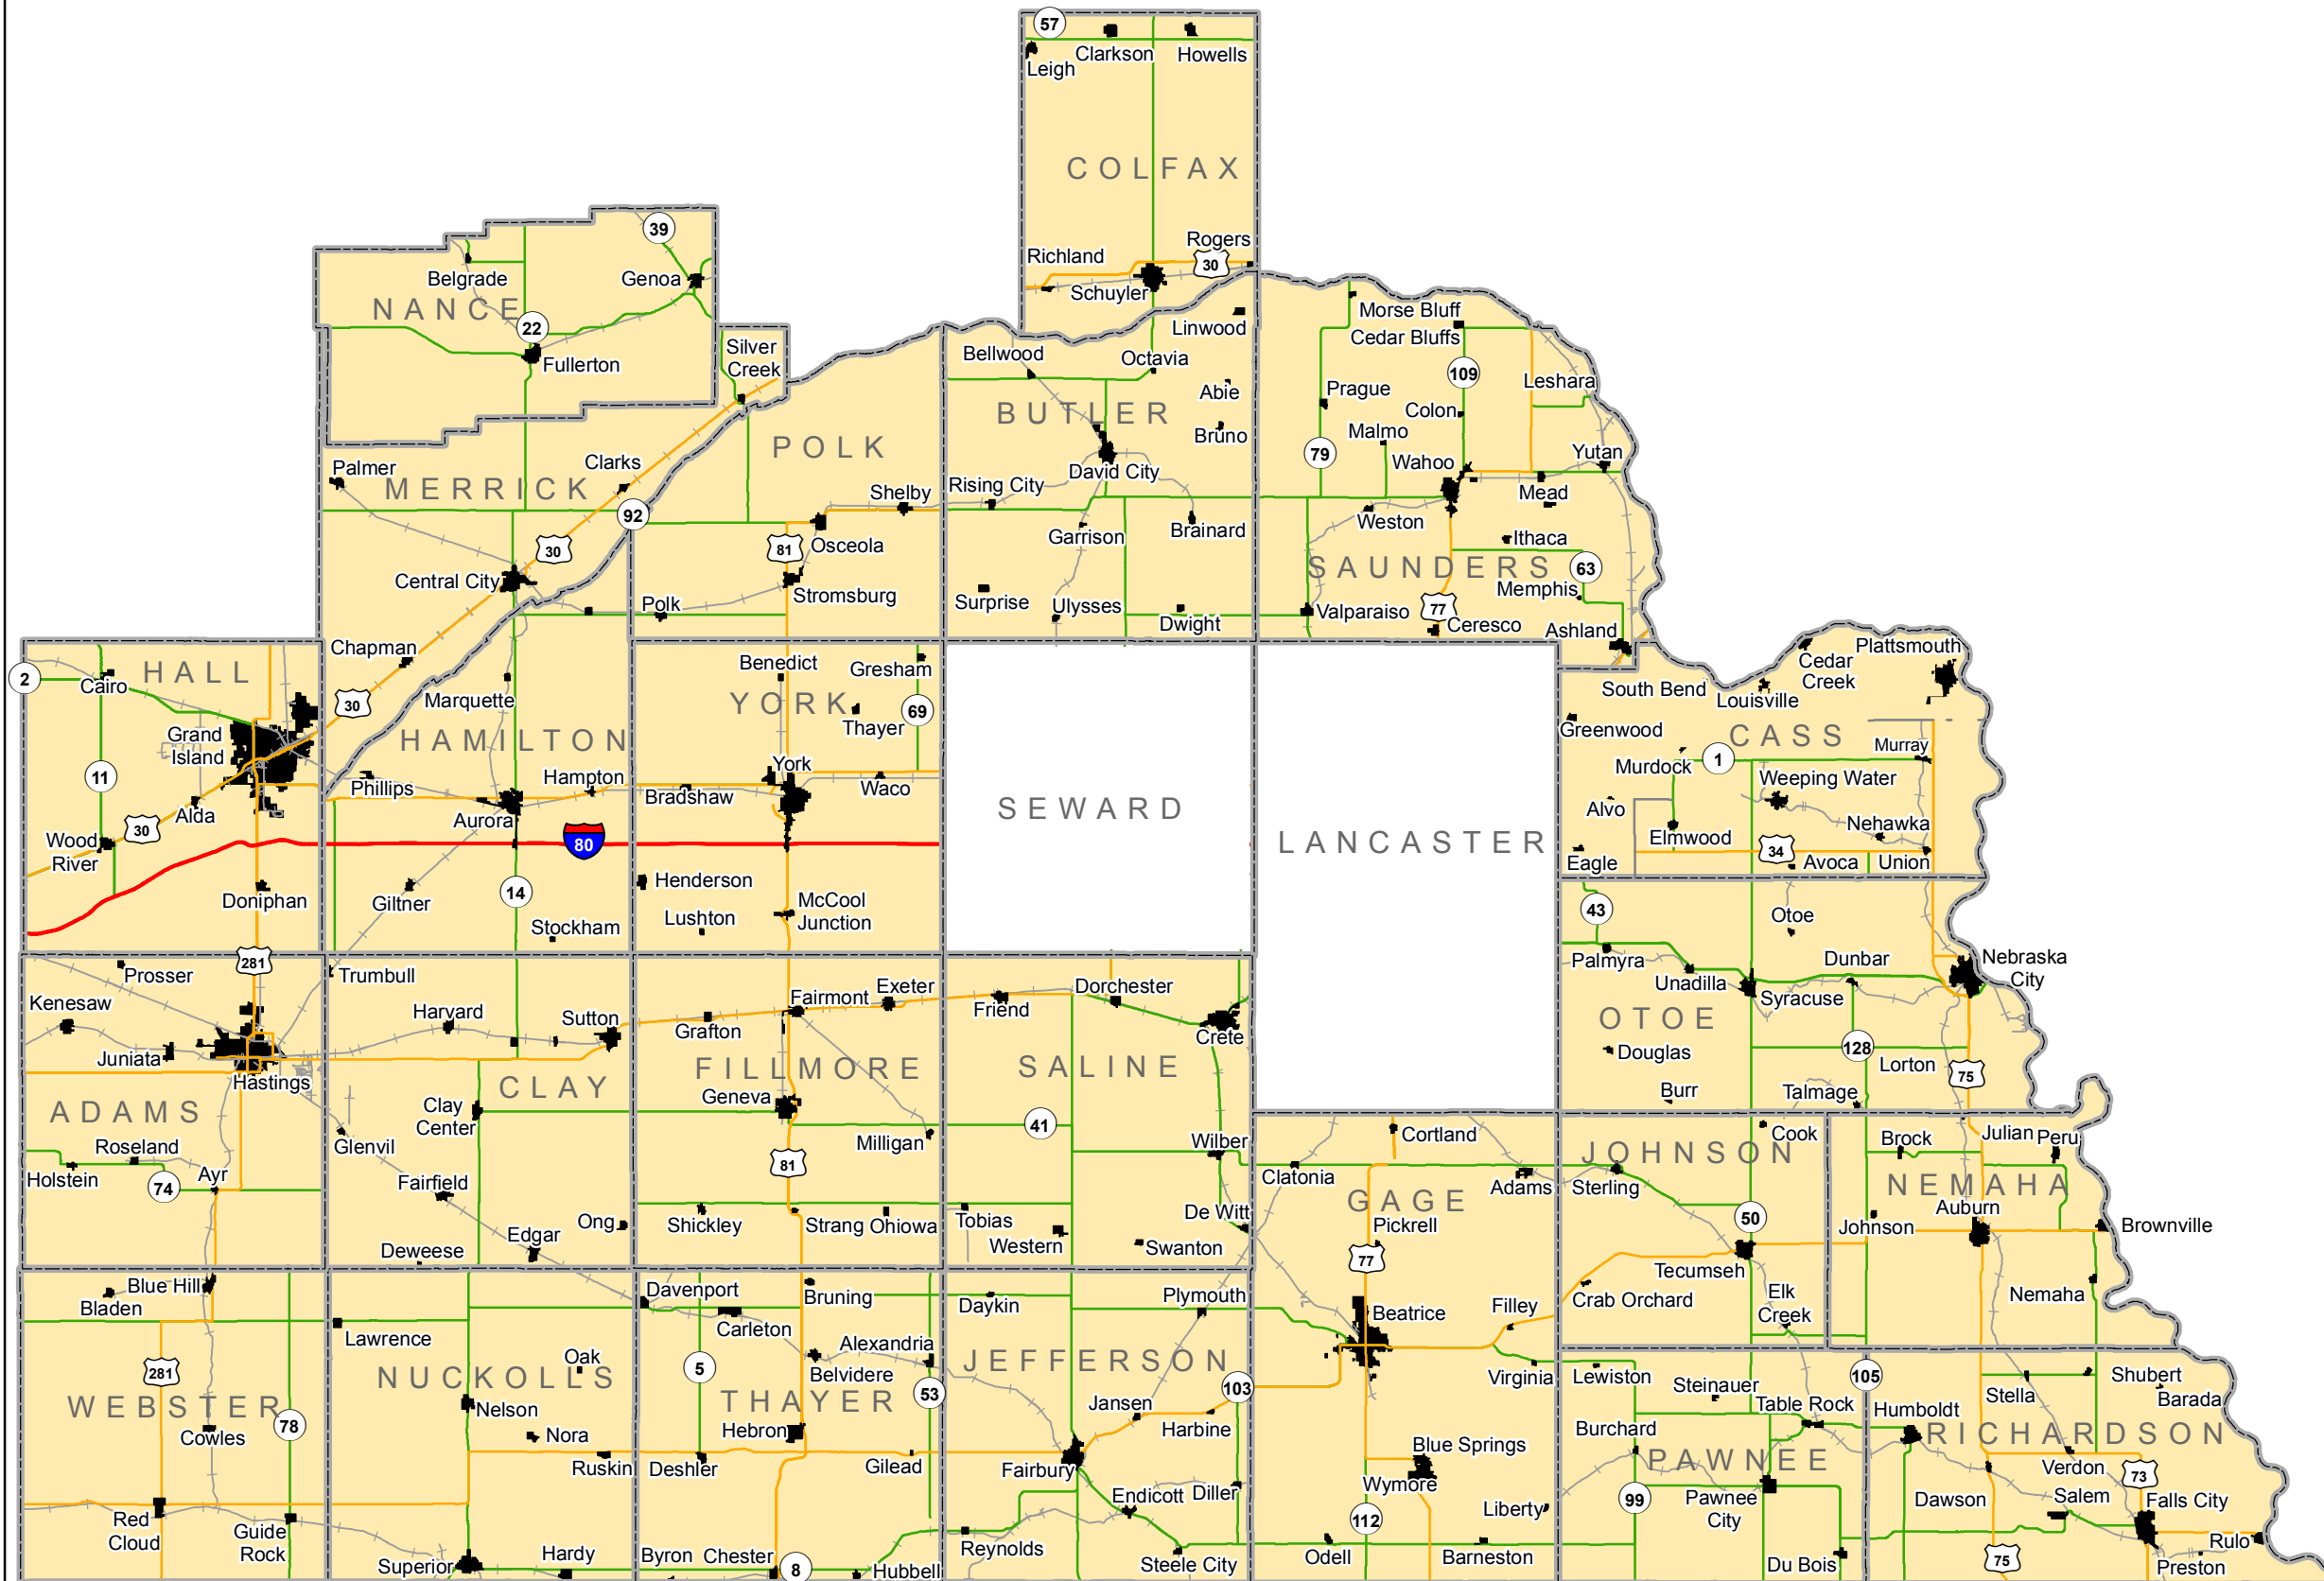 57
Clarkson
Howells
Leigh
COLFAX
39
Rogers
Richland
30
Belgrade
Genoa
Schuyler
NANCE
22
Linwood
Morse Bluff
Cedar Bluffs
Silver
Creek
Fullerton
Bellwood
Octavia
109
Leshara
Abie
Prague
BUTLER
Colon
POLK
Bruno
Malmo
79
Clarks
Palmer
David City
Wahoo
Yutan
MERRICK
Shelby
Rising City
Mead
92
Weston
30
81
Osceola
Garrison
Brainard
Ithaca
SAUNDERS
63
Central City
Memphis
Polk
Stromsburg
Surprise
Ulysses
77
Valparaiso
Dwight
Ceresco
Ashland
Chapman
Plattsmouth
HALL
Benedict
Gresham
Cedar
Creek
2
Cairo
South Bend
Louisville
30
Marquette
YORK
69
Thayer
Greenwood
Grand
Island
HAMILTON
CASS
Murray
11
York
Murdock
1
Weeping Water
Hampton
Phillips
Bradshaw
Waco
SEWARD
Alda
Alvo
30
Aurora
Nehawka
Wood
River
80
LANCASTER
Elmwood
34
Eagle
Avoca
Union
Henderson
14
Doniphan
Giltner
McCool
Junction
43
Lushton
Otoe
Stockham
281
Dunbar
Nebraska
City
Prosser
Trumbull
Palmyra
Kenesaw
Exeter
Dorchester
Unadilla
Fairmont
Syracuse
Harvard
Sutton
Friend
Grafton
OTOE
Crete
Juniata
128
Douglas
Hastings
FILLMORE
SALINE
Lorton
75
CLAY
Burr
Talmage
Geneva
ADAMS
Clay
Center
41
Cortland
Cook
Julian
Peru
Roseland
Glenvil
Milligan
Wilber
JOHNSON
Brock
Holstein
74
Ayr
81
Clatonia
Adams
Sterling
NEMAHA
Fairfield
GAGE
De Witt
Auburn
Ong
Shickley
Strang
Ohiowa
Tobias
Pickrell
50
Johnson
Brownville
Edgar
Western
Swanton
Deweese
77
Tecumseh
Blue Hill
Davenport
Bruning
Daykin
Plymouth
Elk
Creek
Nemaha
Bladen
Crab Orchard
Filley
Beatrice
Lawrence
Carleton
Alexandria
Oak
JEFFERSON
281
5
Belvidere
Virginia
Lewiston
105
Shubert
NUCKOLLS
53
103
Steinauer
Stella
Barada
WEBSTER
THAYER
Jansen
Table Rock
Humboldt
78
Nelson
Hebron
Harbine
Burchard
RICHARDSON
Cowles
Nora
Blue Springs
PAWNEE
Ruskin
Deshler
Gilead
Fairbury
Verdon
73
Wymore
Endicott
Diller
99
Pawnee
City
Dawson
Salem
Falls City
Red
Cloud
Guide
Rock
112
Liberty
Reynolds
Rulo
Superior
Hardy
Byron
Chester
8
Hubbell
Steele City
Odell
Barneston
Du Bois
75
Preston